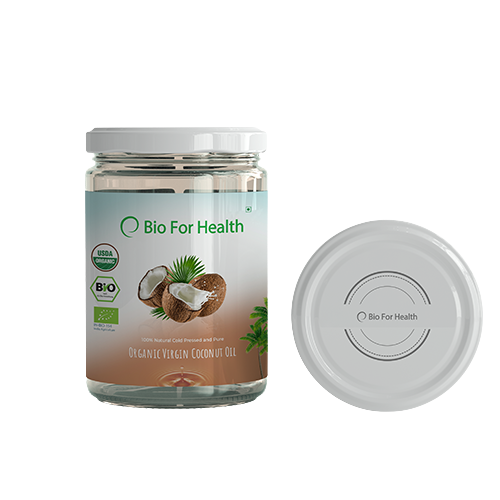 Bio For Health
USDA
ORGANIC
BiO
100% Natural Cold Pressed and Pure
Organic Virgin Coconut Oil
Bio For Health